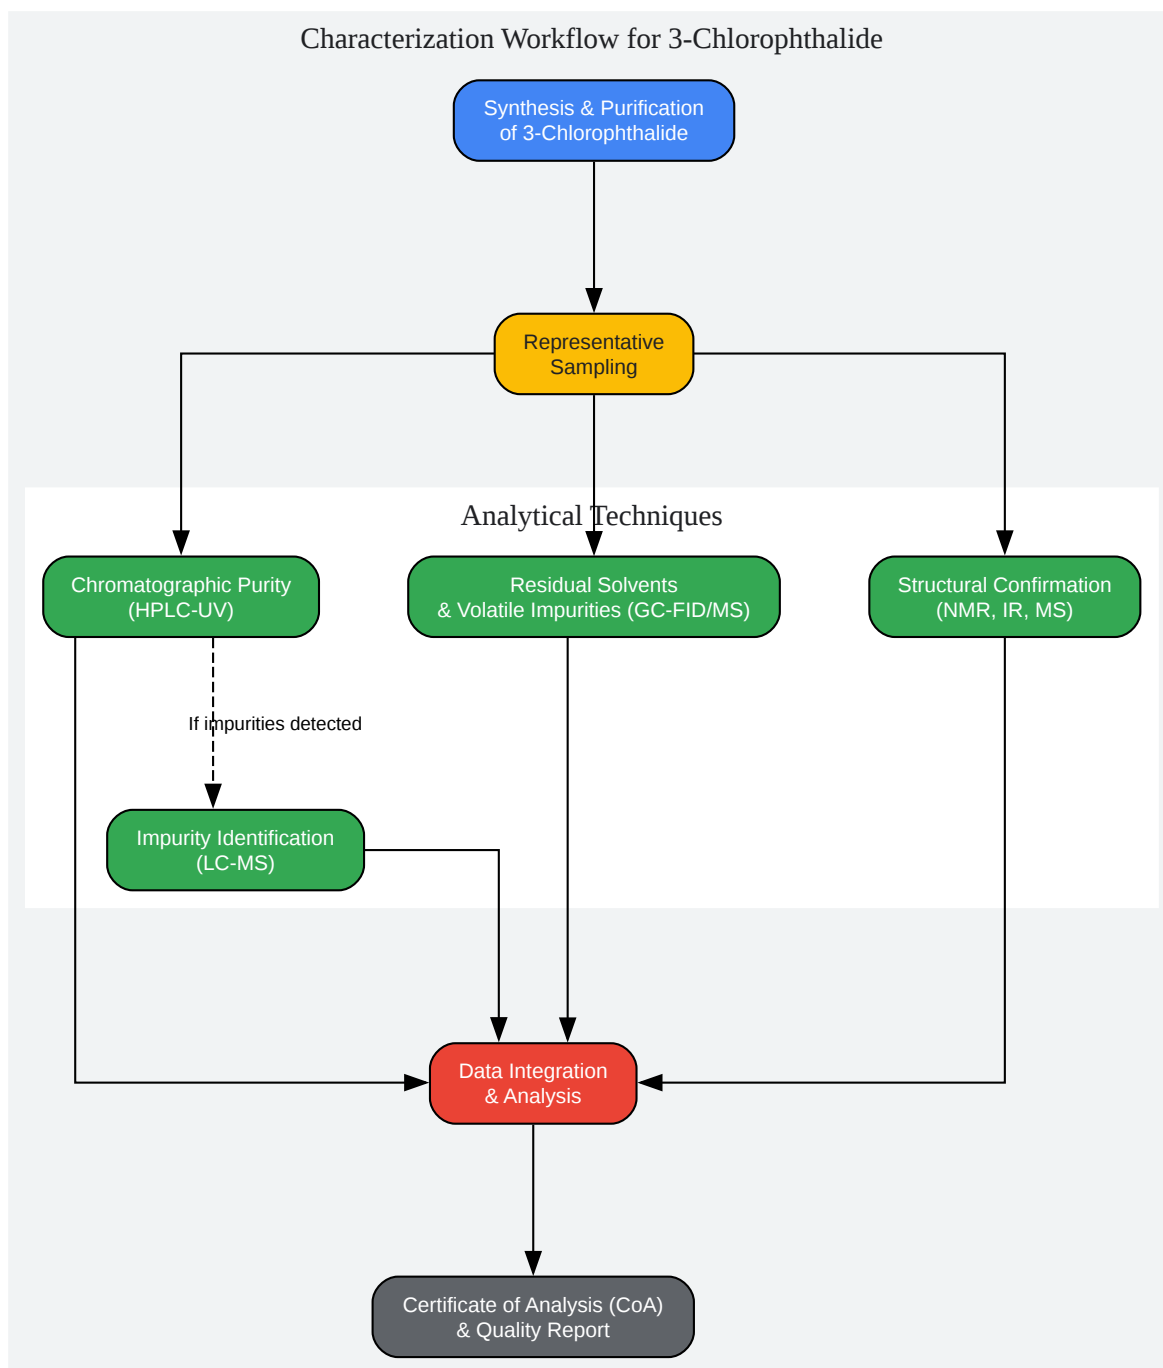 Characterization Workflow for 3-Chlorophthalide
Synthesis & Purification
of 3-Chlorophthalide
Representative
Sampling
Analytical Techniques
Chromatographic Purity
(HPLC-UV)
Residual Solvents
& Volatile Impurities (GC-FID/MS)
Structural Confirmation
(NMR, IR, MS)
If impurities detected
Impurity Identification
(LC-MS)
Data Integration
& Analysis
Certificate of Analysis (CoA)
& Quality Report